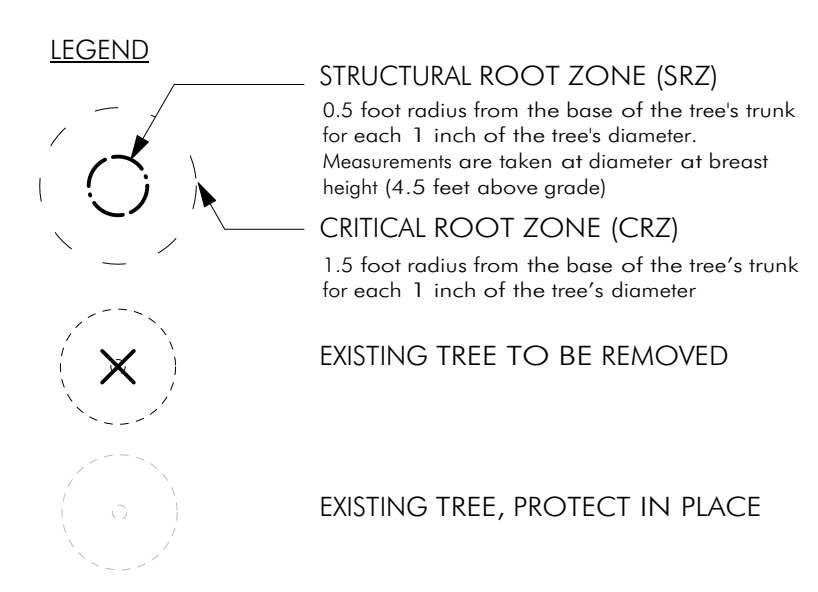 LEGEND
STRUCTURAL ROOT ZONE (SRZ)
0.5 foot radius from the base of the tree's trunk
for each 1 inch of the tree's diameter.
Measurements are taken at diameter at breast
height (4.5 feet above grade)
CRITICAL ROOT ZONE (CRZ)
1.5 foot radius from the base of the tree’s trunk
for each 1 inch of the tree’s diameter
EXISTING TREE TO BE REMOVED
EXISTING TREE, PROTECT IN PLACE